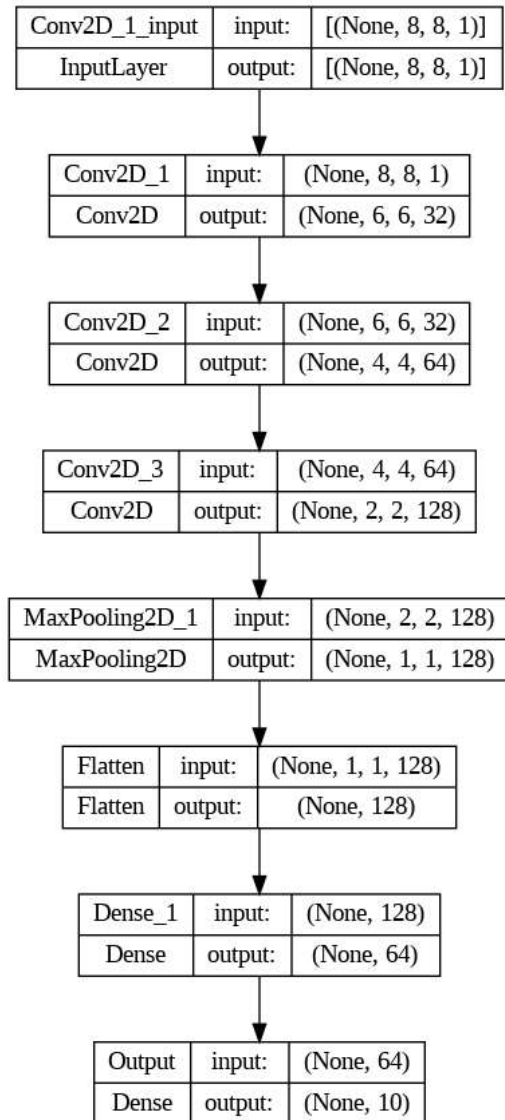 Conv2D_1_input input: [(None, 8, 8, 1)]
InputLayer output: [(None, 8, 8, 1)]
Conv2D_1 input: (None, 8, 8, 1)
Conv2D output: (None, 6, 6, 32)
Conv2D_2 input: (None, 6, 6, 32)
Conv2D output: (None, 4, 4, 64)
Conv2D_3 input: (None, 4, 4, 64)
Conv2D output: (None, 2, 2, 128)
MaxPooling2D_1 input: (None, 2, 2, 128)
MaxPooling2D output: (None, 1, 1, 128)
Flatten input: (None, 1, 1, 128)
Flatten output: (None, 128)
Dense_1 input: (None, 128)
Dense output: (None, 64)
Output input: (None, 64)
Dense output: (None, 10)